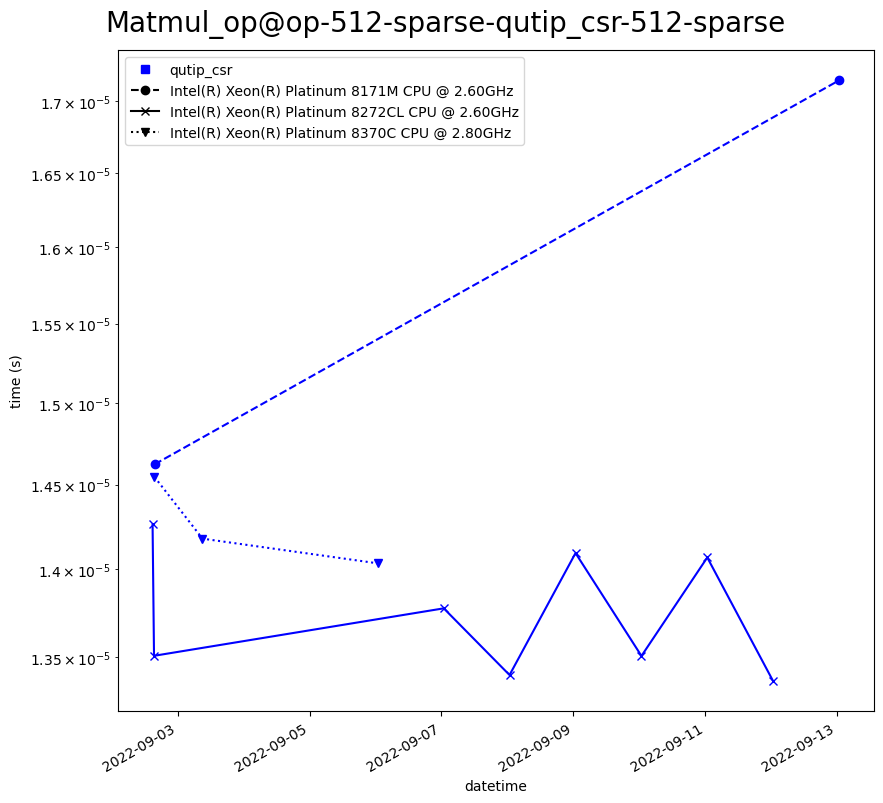 Matmul_op@op-512-sparse-qutip_csr-512-sparse
qutip_csr
Intel(R) Xeon(R) Platinum 8171M CPU @ 2.60GHz
Intel(R) Xeon(R) Platinum 8272CL CPU @ 2.60GHz
Intel(R) Xeon(R) Platinum 8370C CPU @ 2.80GHz
1.7 × 10⁻⁵
1.65 × 10⁻⁵
1.6 × 10⁻⁵
1.55 × 10⁻⁵
1.5 × 10⁻⁵
1.45 × 10⁻⁵
1.4 × 10⁻⁵
1.35 × 10⁻⁵
time (s)
2022-09-03
2022-09-05
2022-09-07
2022-09-09
2022-09-11
2022-09-13
datetime